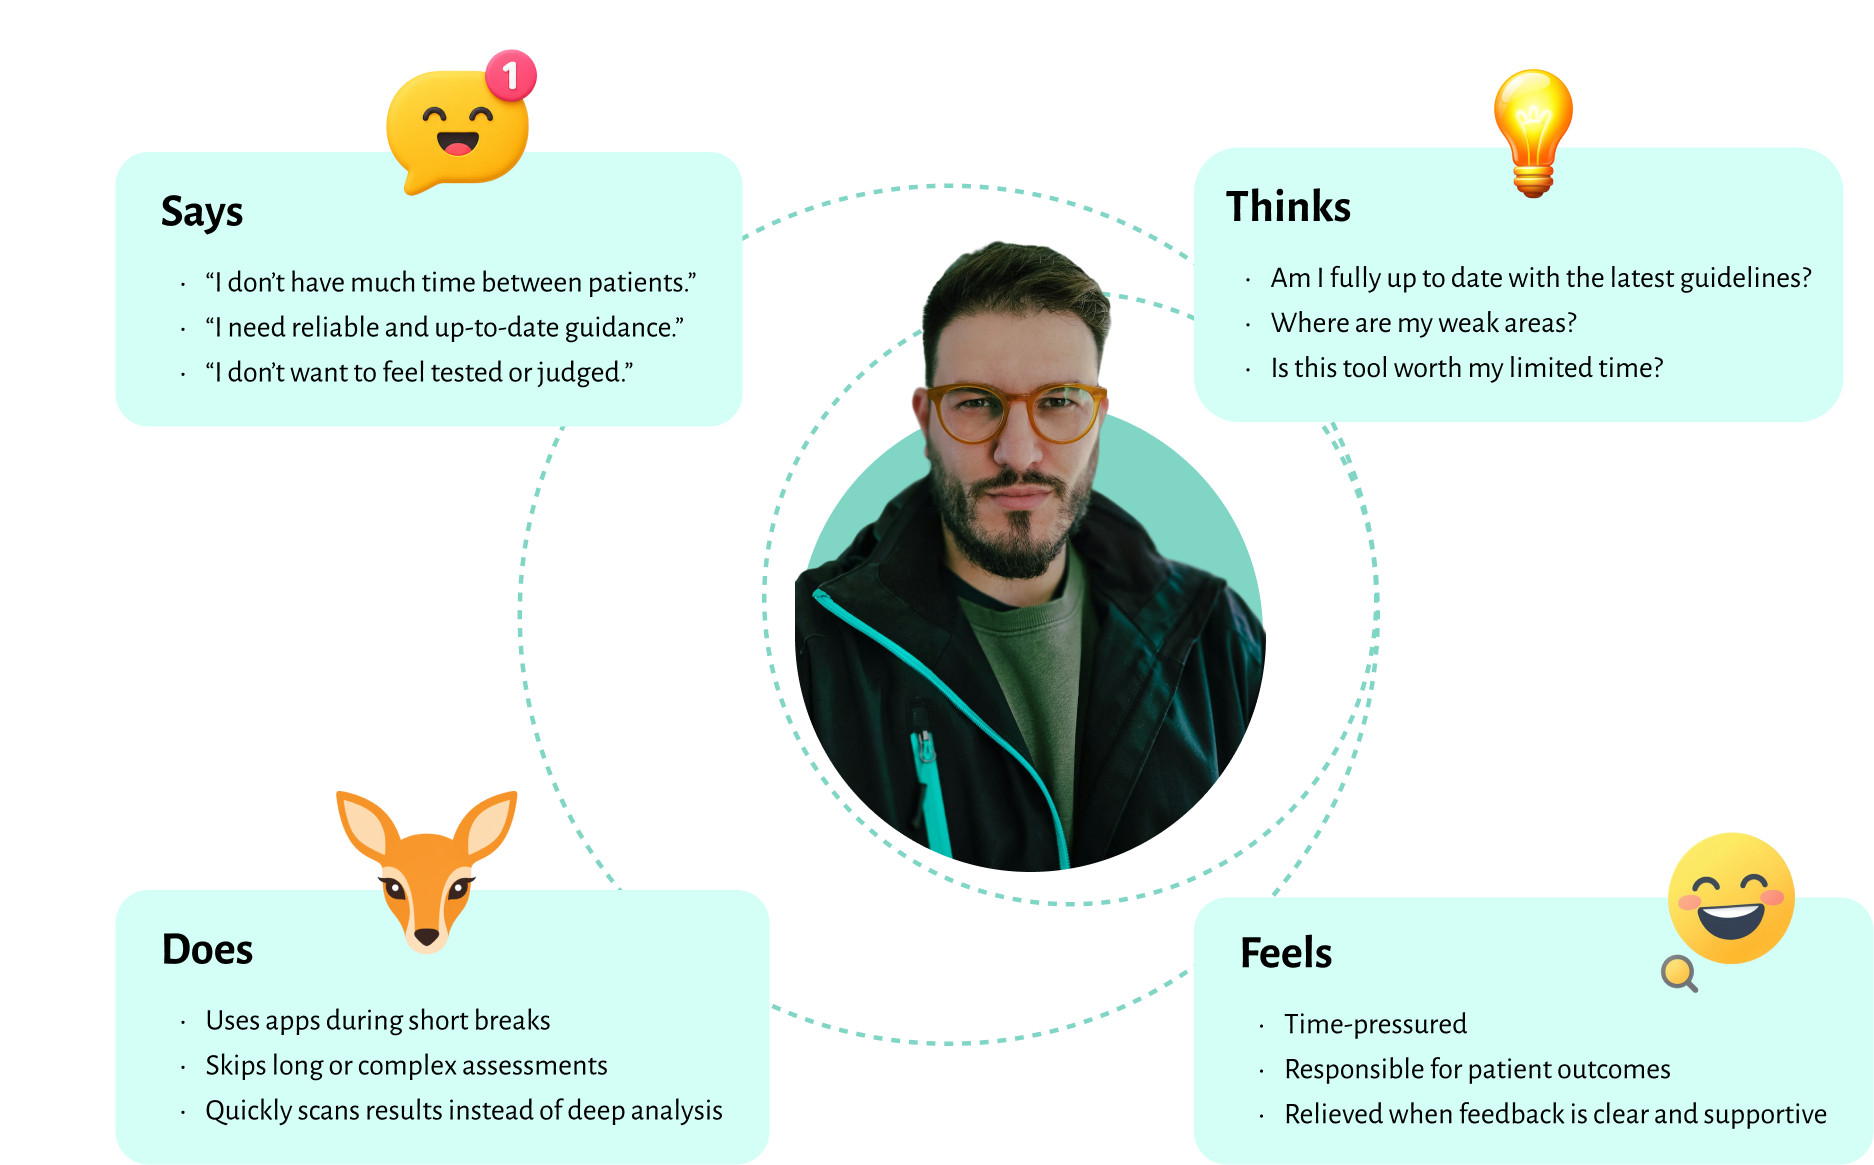 1
Says
· “I don’t have much time between patients.”
· “I need reliable and up-to-date guidance.”
· “I don’t want to feel tested or judged.”
Thinks
· Am I fully up to date with the latest guidelines?
· Where are my weak areas?
· Is this tool worth my limited time?
Does
· Uses apps during short breaks
· Skips long or complex assessments
· Quickly scans results instead of deep analysis
Feels
· Time-pressured
· Responsible for patient outcomes
· Relieved when feedback is clear and supportive